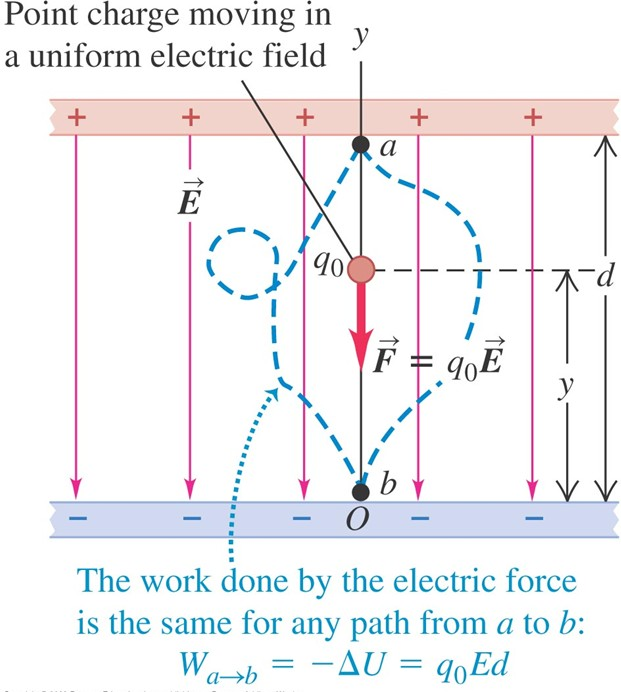 Point charge moving in
a uniform electric field
y
+ + + + +
a
E⃗
q₀
d
F⃗ = q₀E⃗
y
b
− − − − −
O
The work done by the electric force
is the same for any path from a to b:
Wₐ→b = −ΔU = q₀Ed